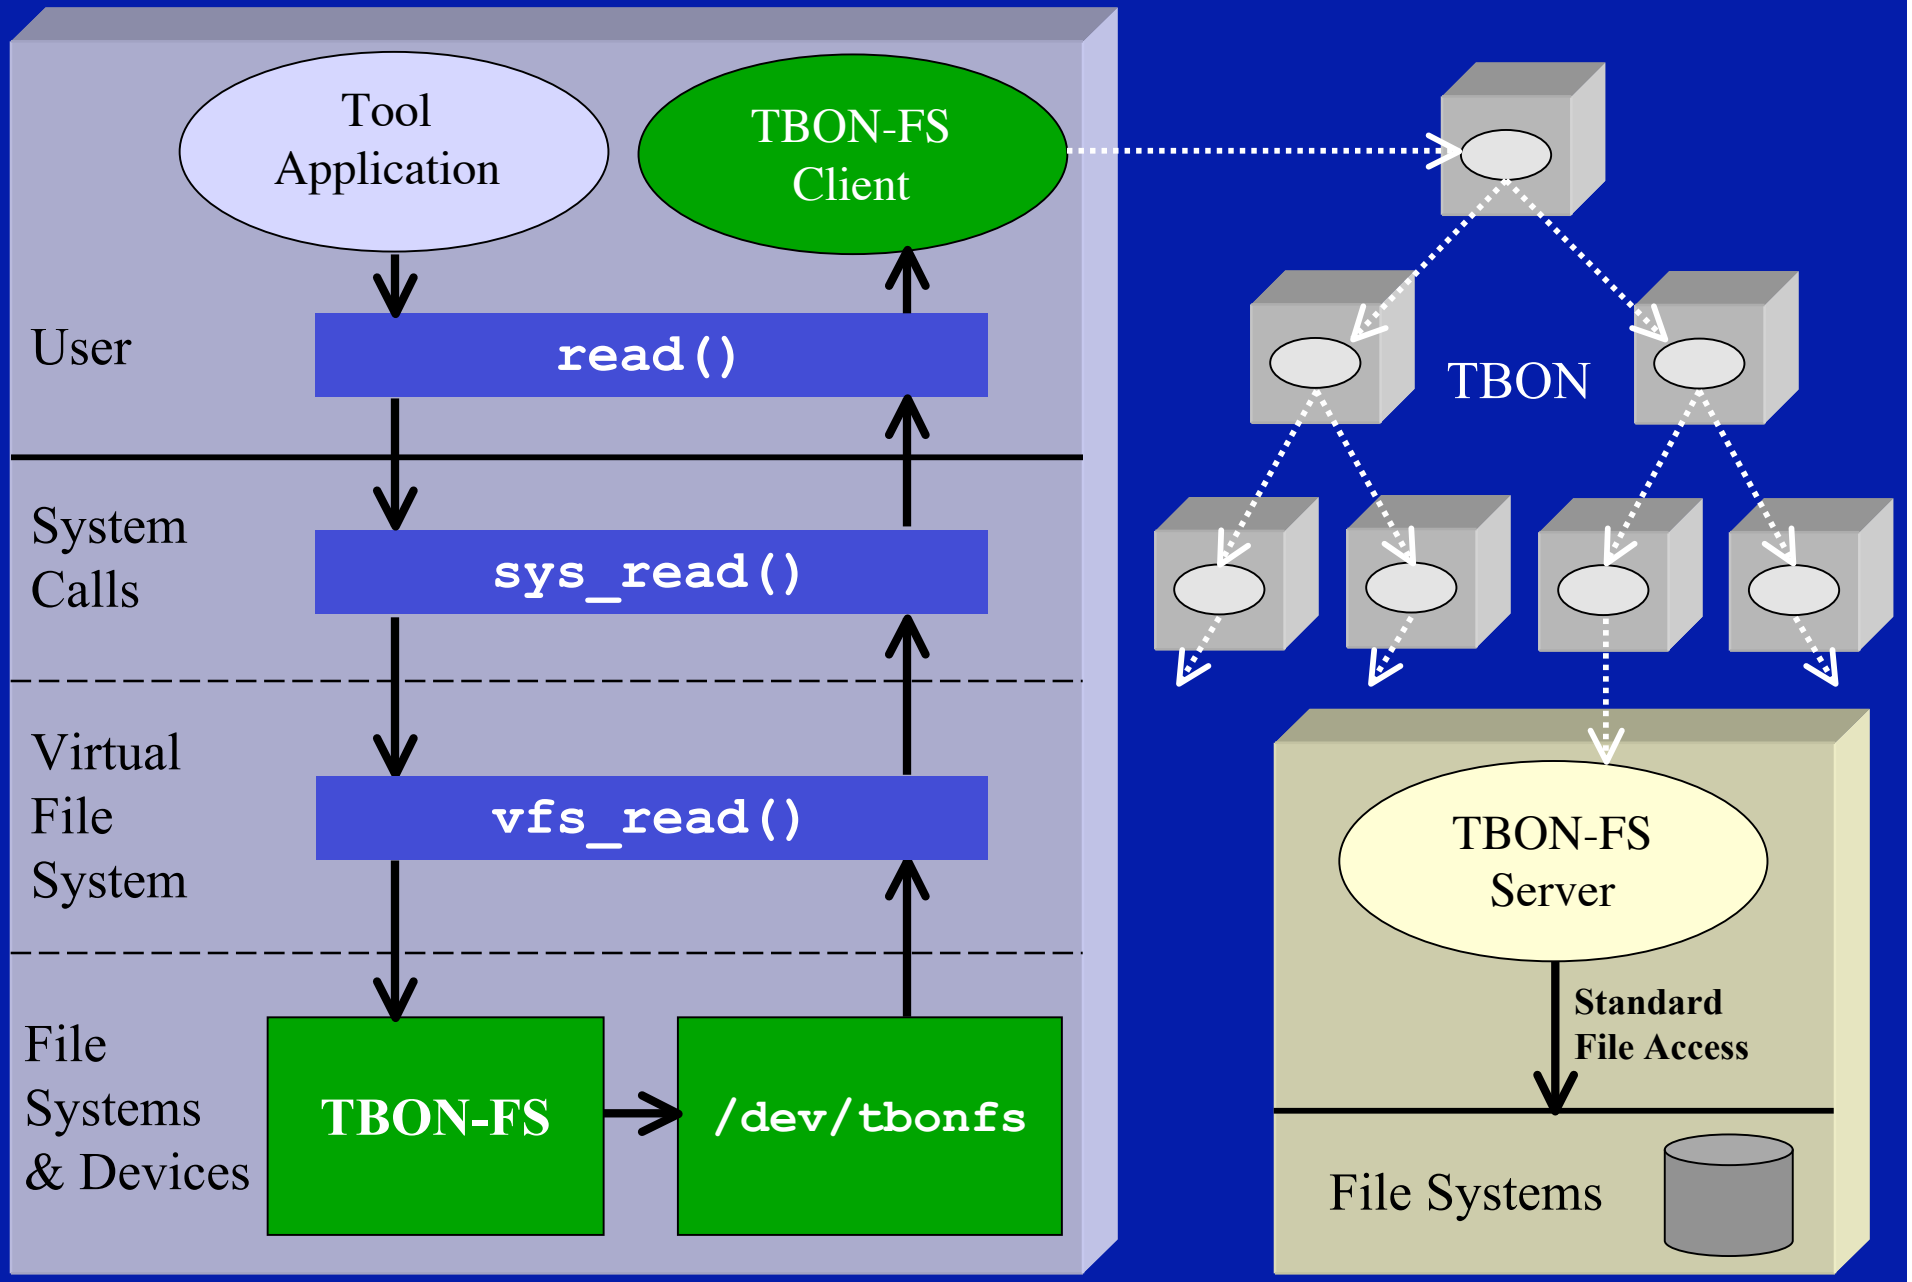 Tool
Application
TBON-FS
Client
User
read()
TBON
System
Calls
sys_read()
Virtual
File
System
vfs_read()
TBON-FS
Server
Standard
File Access
File
Systems
& Devices
TBON-FS
/dev/tbonfs
File Systems